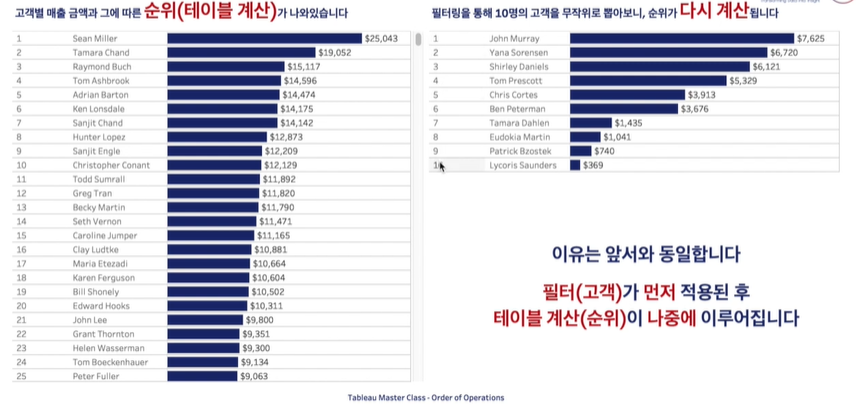 고객별 매출 금액과 그에 따른 순위(테이블 계산)가 나와있습니다
1 Sean Miller $25,043
2 Tamara Chand $19,052
3 Raymond Buch $15,117
4 Tom Ashbrook $14,596
5 Adrian Barton $14,474
6 Ken Lonsdale $14,175
7 Sanjit Chand $14,142
8 Hunter Lopez $12,873
9 Sanjit Engle $12,209
10 Christopher Conant $12,129
11 Todd Sumrall $11,892
12 Greg Tran $11,820
13 Becky Martin $11,790
14 Seth Vernon $11,471
15 Caroline Jumper $11,165
16 Clay Ludtke $10,881
17 Maria Etezadi $10,664
18 Karen Ferguson $10,604
19 Bill Shonely $10,502
20 Edward Hooks $10,311
21 John Lee $9,800
22 Grant Thornton $9,351
23 Helen Wasserman $9,300
24 Tom Boeckenhauer $9,134
25 Peter Fuller $9,063
필터링을 통해 10명의 고객을 무작위로 뽑아보니, 순위가 다시 계산됩니다
1 John Murray $7,625
2 Yana Sorensen $6,720
3 Shirley Daniels $6,121
4 Tom Prescott $5,329
5 Chris Cortes $3,913
6 Ben Peterman $3,676
7 Tamara Dahlen $1,435
8 Eudokia Martin $1,041
9 Patrick Bzostek $740
Lycoris Saunders $369
이유는 앞서와 동일합니다
필터(고객)가 먼저 적용된 후
테이블 계산(순위)이 나중에 이루어집니다
Tableau Master Class - Order of Operations